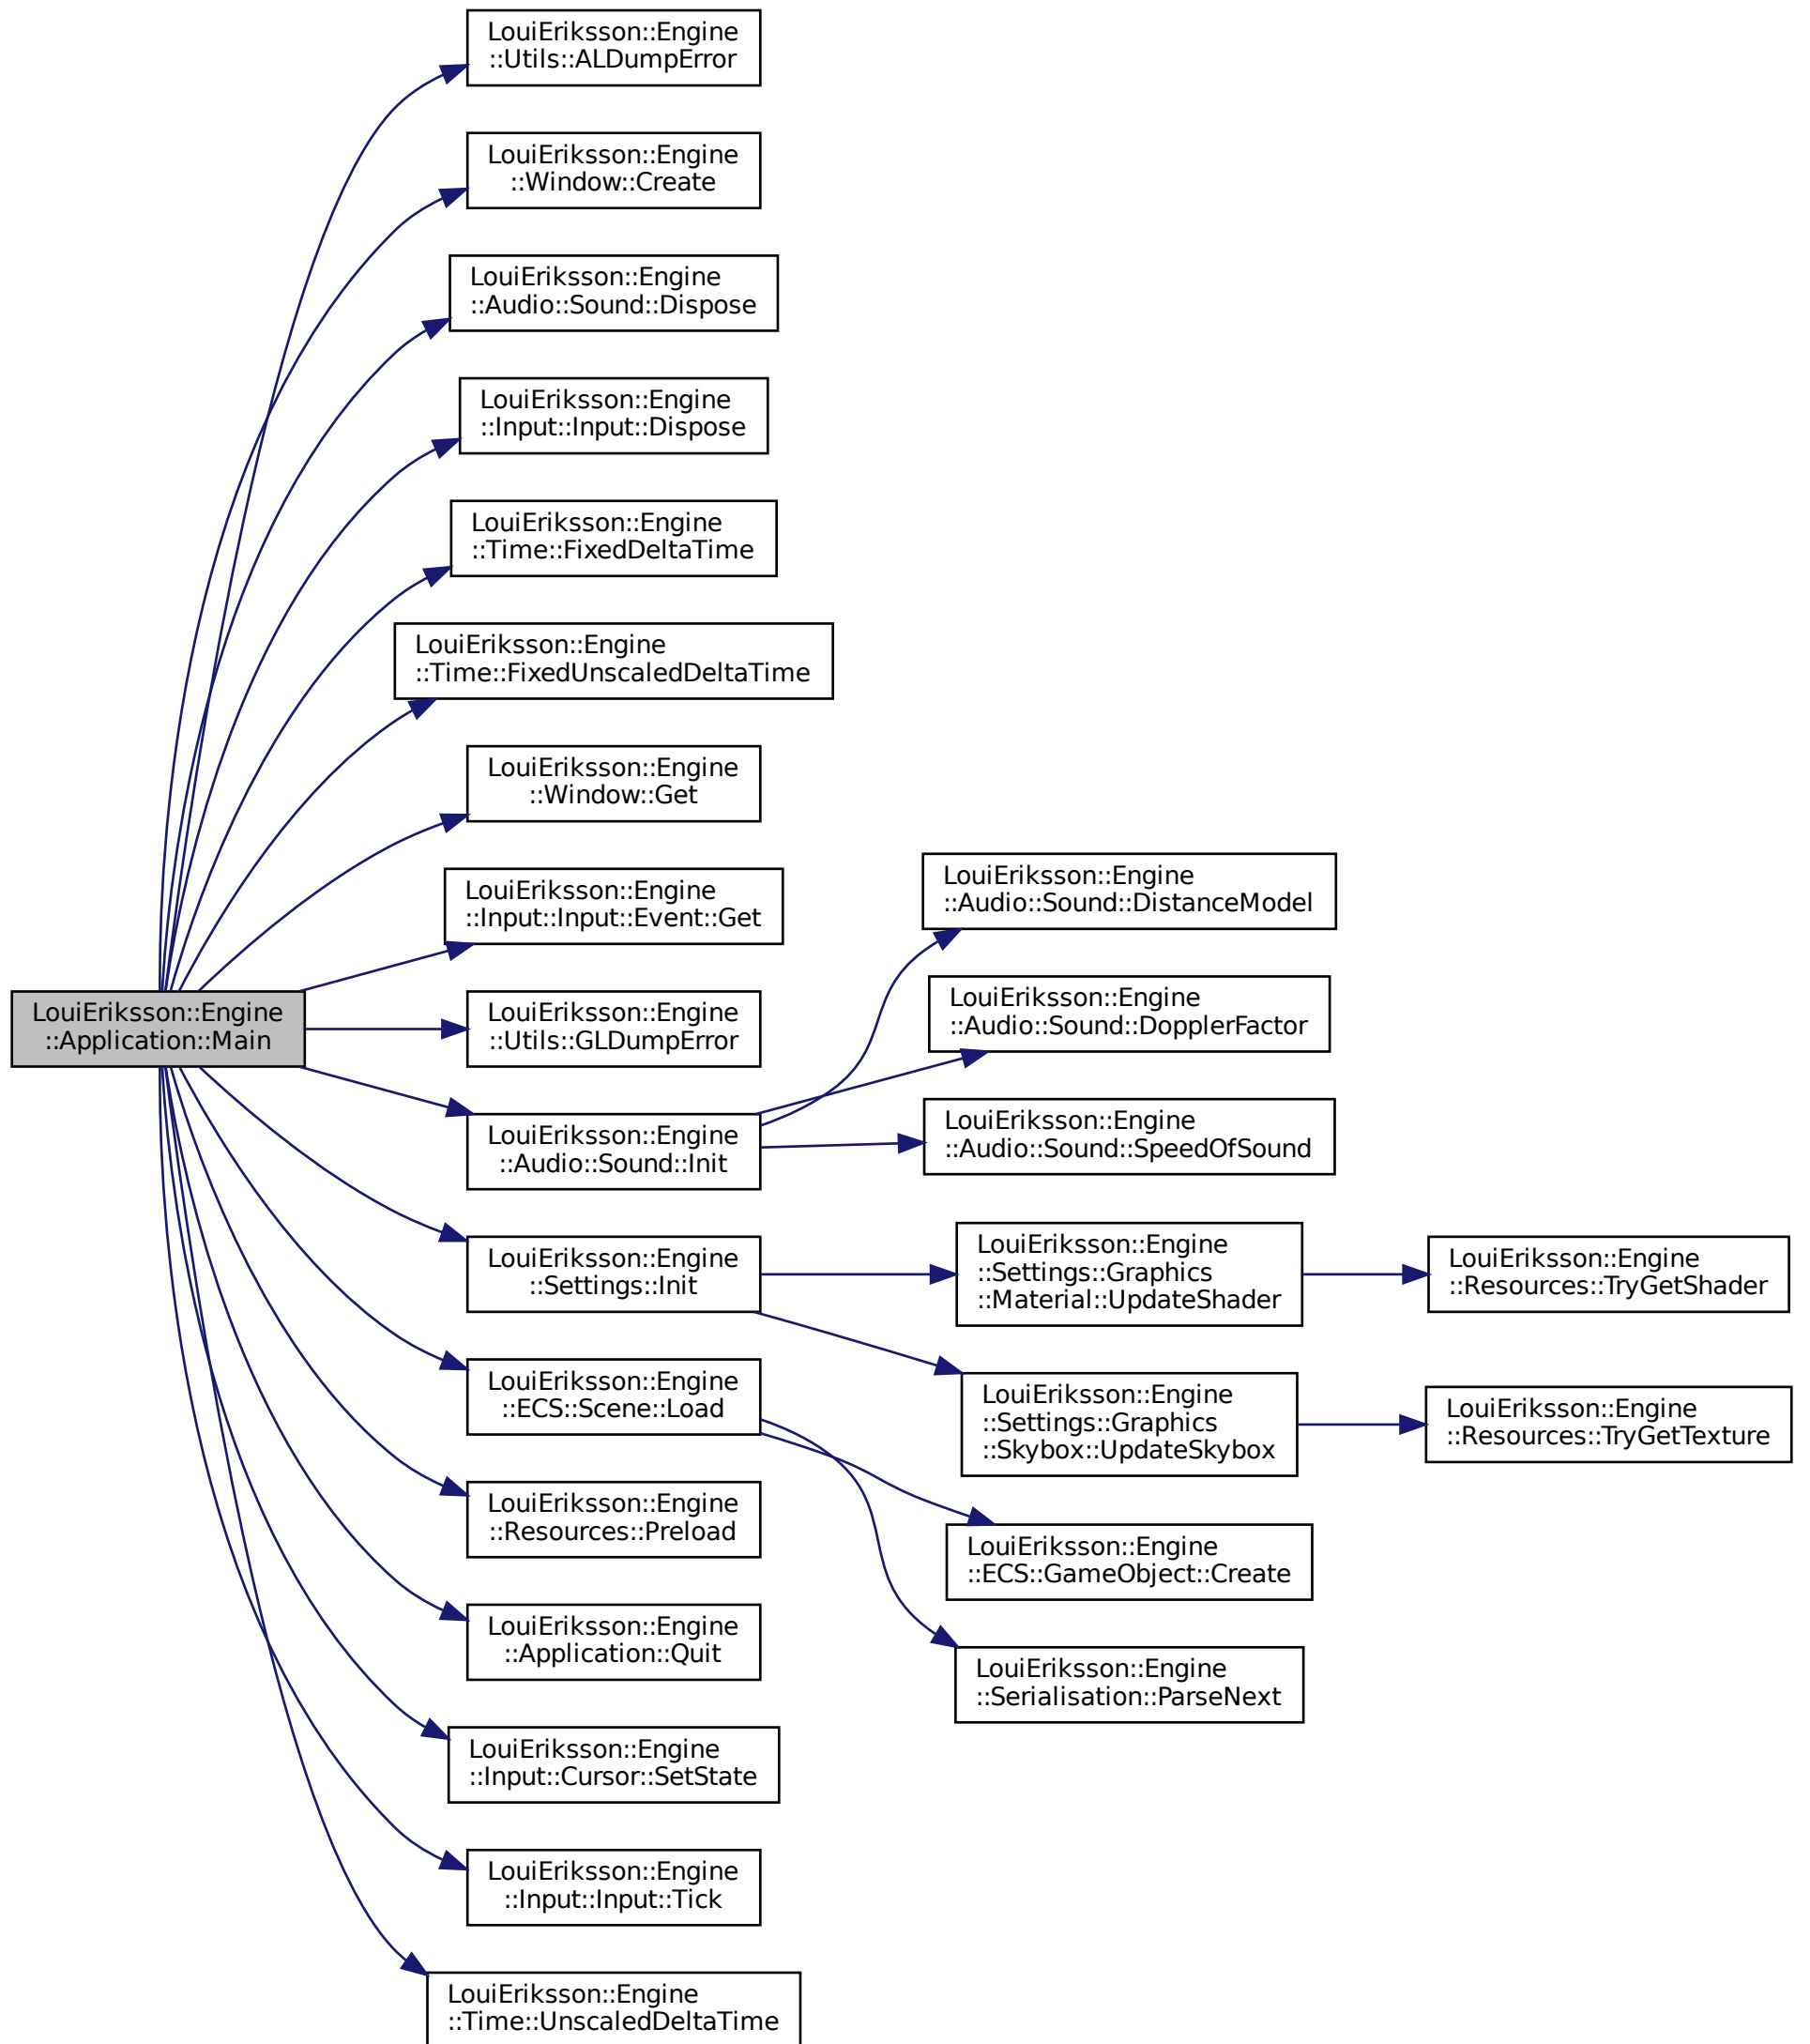 LouiEriksson::Engine
::Utils::ALDumpError
LouiEriksson::Engine
::Window::Create
LouiEriksson::Engine
::Audio::Sound::Dispose
LouiEriksson::Engine
::Input::Input::Dispose
LouiEriksson::Engine
::Time::FixedDeltaTime
LouiEriksson::Engine
::Time::FixedUnscaledDeltaTime
LouiEriksson::Engine
::Window::Get
LouiEriksson::Engine
::Input::Input::Event::Get
LouiEriksson::Engine
::Application::Main
LouiEriksson::Engine
::Utils::GLDumpError
LouiEriksson::Engine
::Audio::Sound::Init
LouiEriksson::Engine
::Audio::Sound::DistanceModel
LouiEriksson::Engine
::Audio::Sound::DopplerFactor
LouiEriksson::Engine
::Audio::Sound::SpeedOfSound
LouiEriksson::Engine
::Settings::Init
LouiEriksson::Engine
::Settings::Graphics
::Material::UpdateShader
LouiEriksson::Engine
::Resources::TryGetShader
LouiEriksson::Engine
::Settings::Graphics
::Skybox::UpdateSkybox
LouiEriksson::Engine
::Resources::TryGetTexture
LouiEriksson::Engine
::ECS::Scene::Load
LouiEriksson::Engine
::ECS::GameObject::Create
LouiEriksson::Engine
::Serialisation::ParseNext
LouiEriksson::Engine
::Resources::Preload
LouiEriksson::Engine
::Application::Quit
LouiEriksson::Engine
::Input::Cursor::SetState
LouiEriksson::Engine
::Input::Input::Tick
LouiEriksson::Engine
::Time::UnscaledDeltaTime